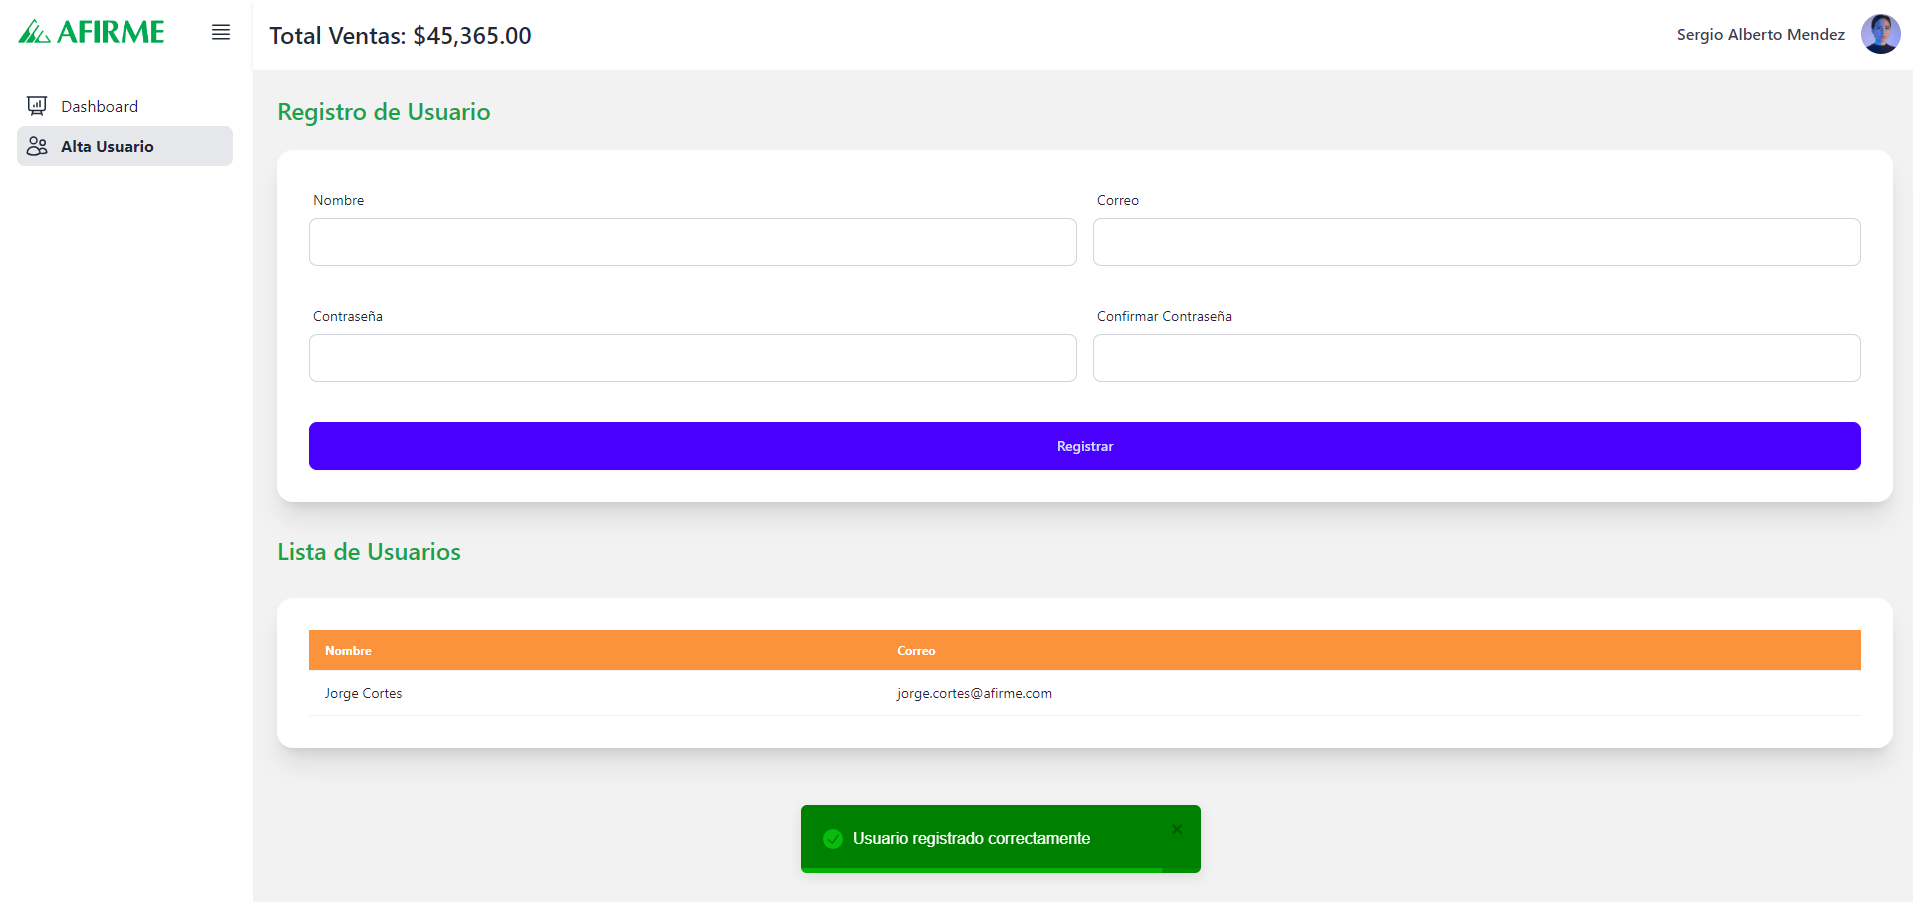 AFIRME
Total Ventas: $45,365.00
Sergio Alberto Mendez
Dashboard
Alta Usuario
Registro de Usuario
Nombre
Correo
Contraseña
Confirmar Contraseña
Registrar
Lista de Usuarios
Nombre
Correo
Jorge Cortes
jorge.cortes@afirme.com
Usuario registrado correctamente